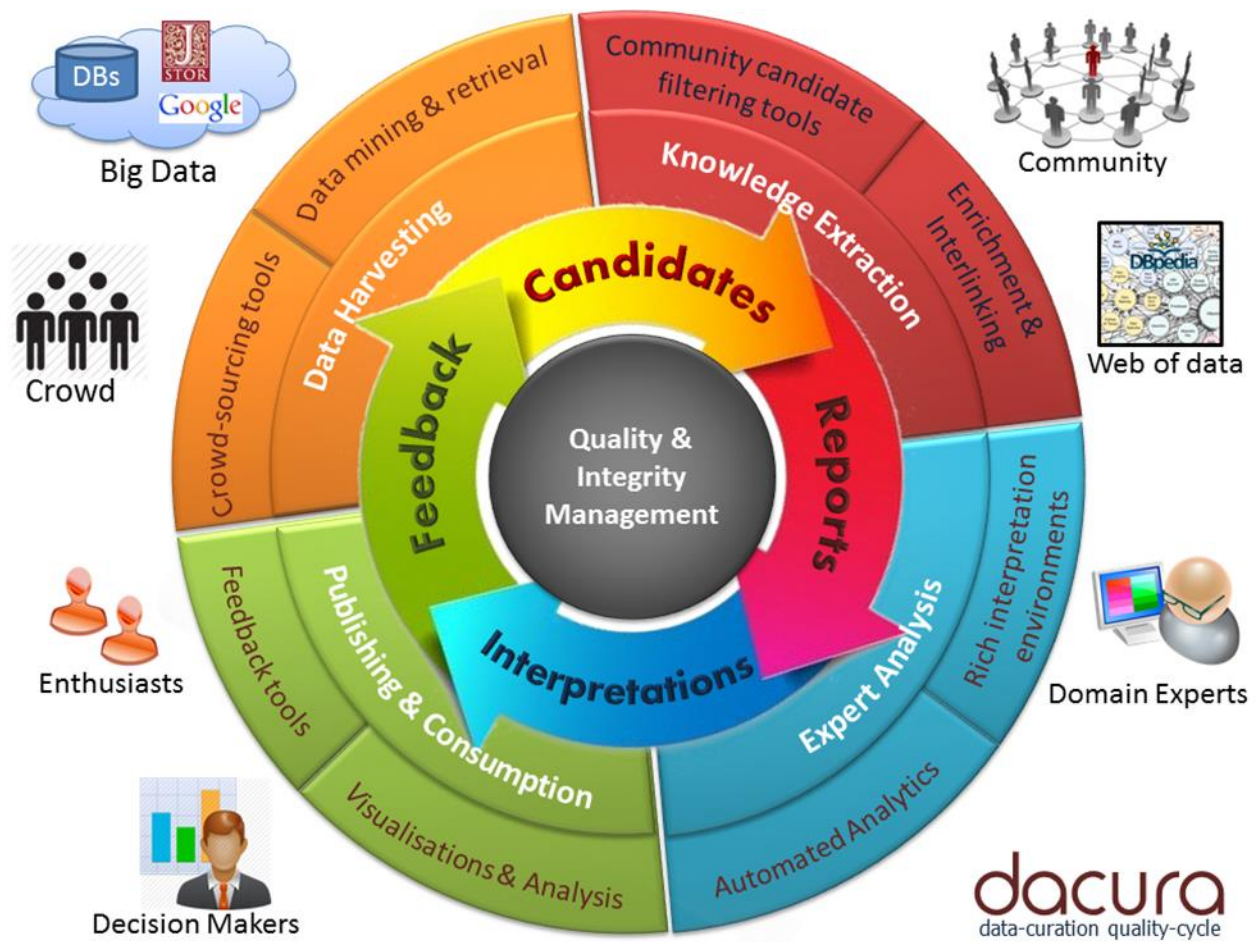 DBs
J
STOR
Google
Big Data
Crowd
Enthusiasts
Decision Makers
Community
DBpedia
Web of data
Domain Experts
Data mining & retrieval
Crowd-sourcing tools
Data Harvesting
Community candidate
filtering tools
Enrichment &
Interlinking
Knowledge Extraction
Rich interpretation
environments
Automated Analytics
Expert Analysis
Visualisations & Analysis
Feedback tools
Publishing & Consumption
Candidates
Reports
Interpretations
Feedback
Quality &
Integrity
Management
dacura
data-curation quality-cycle